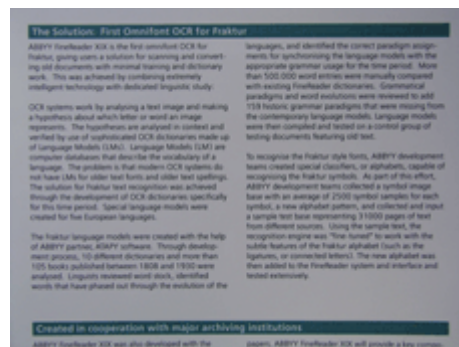 The Solution: First Omnifont OCR for Fraktur
ABBYY FineReader XIX is the first omnifont OCR for
Fraktur, giving users a solution for scanning and convert-
ing old documents with minimal training and dictionary
work. This was achieved by combining extremely
intelligent technology with dedicated linguistic study:
OCR systems work by analysing a text image and making
a hypothesis about which letter or word an image
represents. The hypotheses are analysed in context and
verified by use of sophisticated OCR dictionaries made up
of Language Models (LMs). Language Models (LM) are
computer databases that describe the vocabulary of a
language. The problem is that modern OCR systems do
not have LMs for older text fonts and older text spellings.
The solution for Fraktur text recognition was achieved
through the development of OCR dictionaries specifically
for this time period. Special language models were
created for five European languages.
The Fraktur language models were created with the help
of ABBYY partner, ATAPY software. Through develop-
ment process, 10 different dictionaries and more than
105 books published between 1808 and 1930 were
analysed. Linguists reviewed word stock, identified
words that have phased out through the evolution of the
languages, and identified the correct paradigm assign-
ments for synchronising the language models with the
appropriate grammar usage for the time period. More
than 500,000 word entries were manually compared
with existing FineReader dictionaries. Grammatical
paradigms and word evolutions were reviewed to add
159 historic grammar paradigms that were missing from
the contemporary language models. Language models
were then compiled and tested on a control group of
testing documents featuring old text.
To recognise the Fraktur style fonts, ABBYY development
teams created special classifiers, or alphabets, capable of
recognising the fraktur symbols. As part of this effort,
ABBYY development teams collected a symbol image
base with an average of 2500 symbol samples for each
symbol, a new alphabet pattern, and collected and input
a sample test base representing 31000 pages of text
from different sources. Using the sample text, the
recognition engine was "fine-tuned" to work with the
subtle features of the fraktur alphabet (such as the
ligatures, or connected letters). The new alphabet was
then added to the FineReader system and interface and
tested extensively.
Created in cooperation with major archiving institutions
ABBYY FineReader XIX was also developed with the
papers. ABBYY FineReader XIX will provide a key